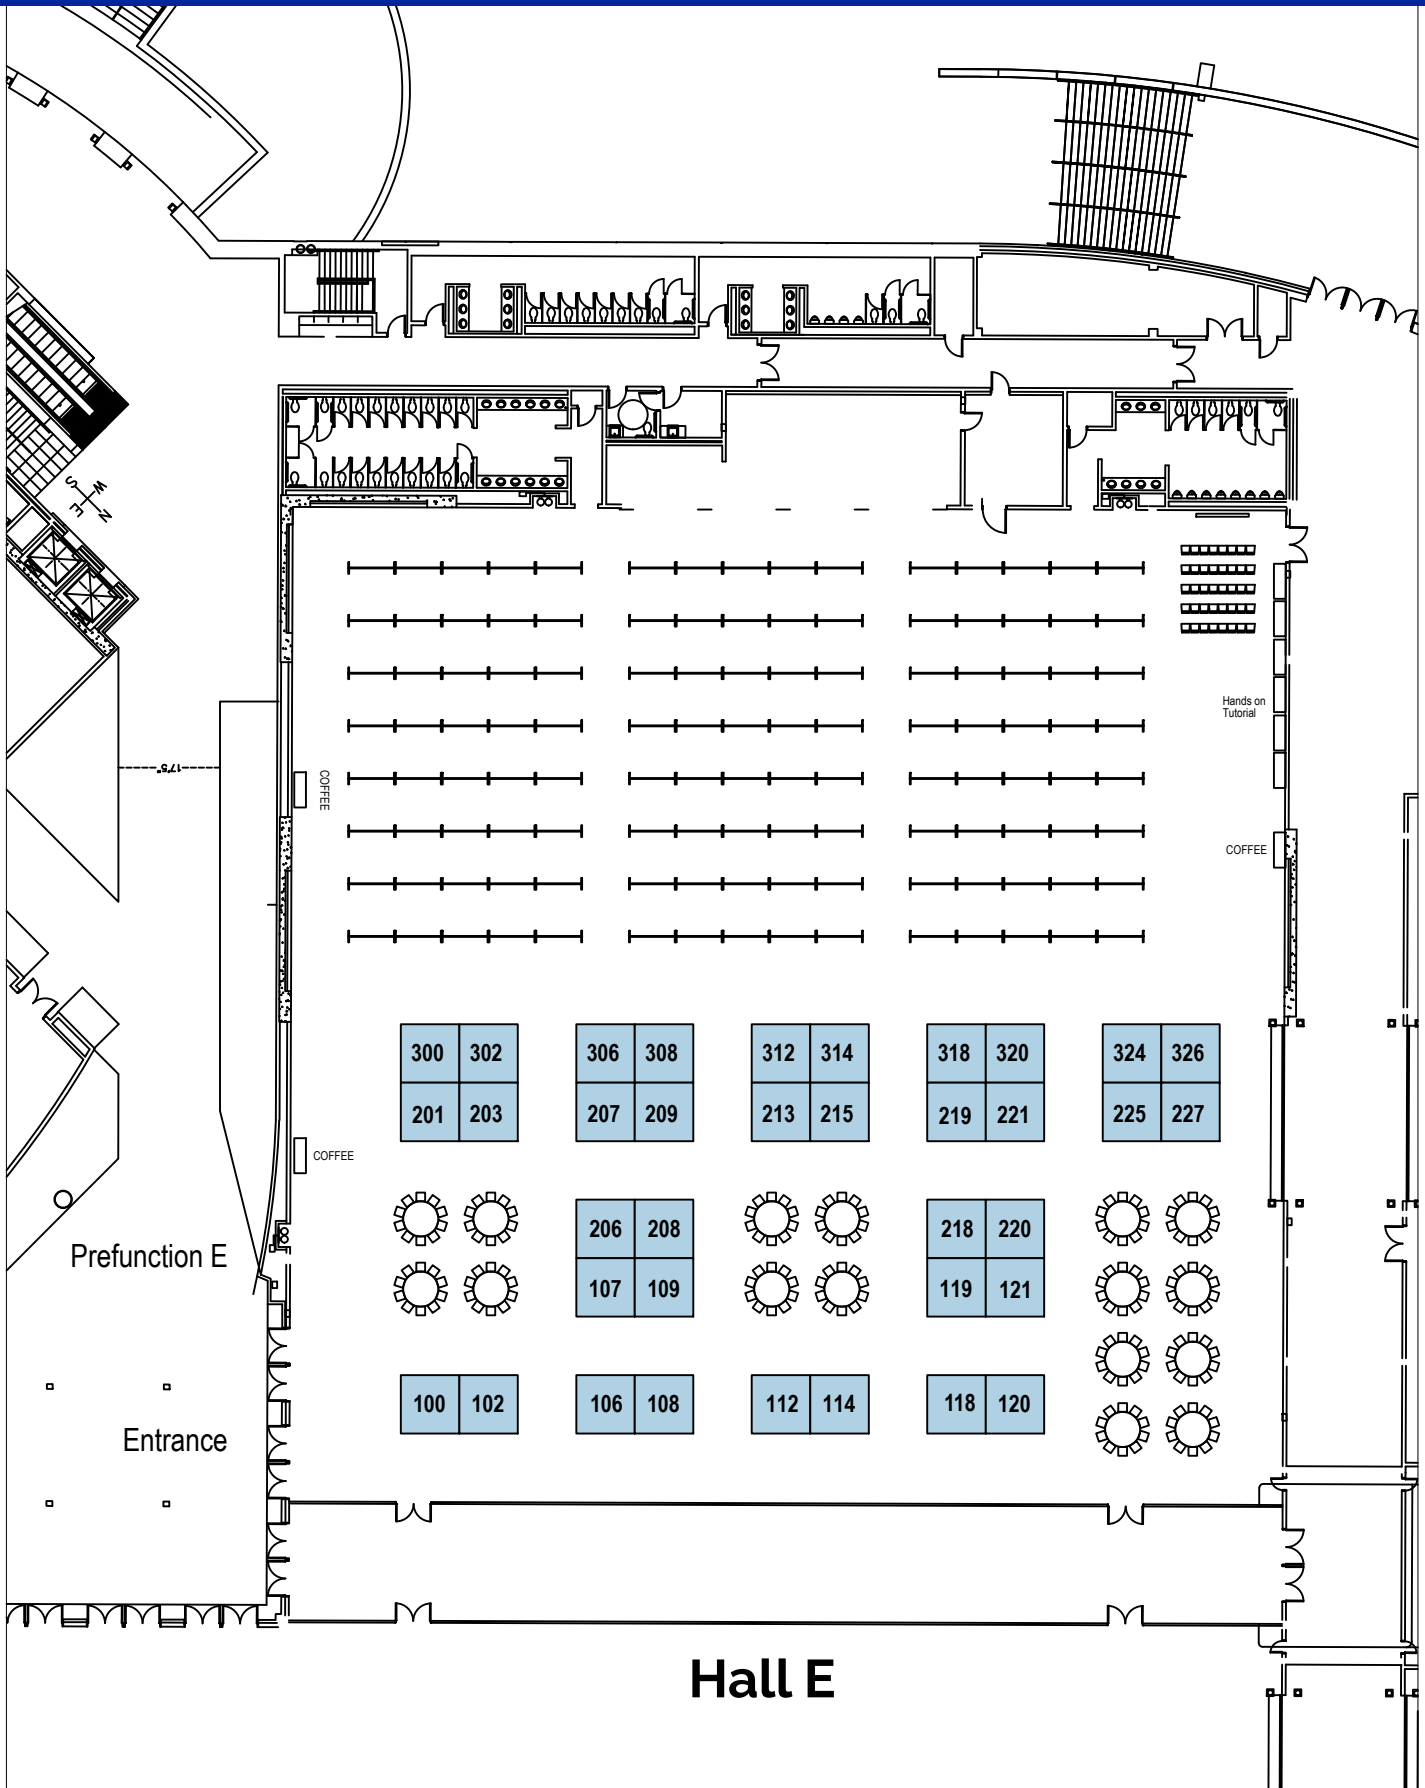 S W
E N
17'5"
Hands on
Tutorial
COFFEE
COFFEE
300 302 306 308 312 314 318 320 324 326
201 203 207 209 213 215 219 221 225 227
COFFEE
206 208 218 220
Prefunction E
107 109 119 121
100 102 106 108 112 114 118 120
Entrance
Hall E